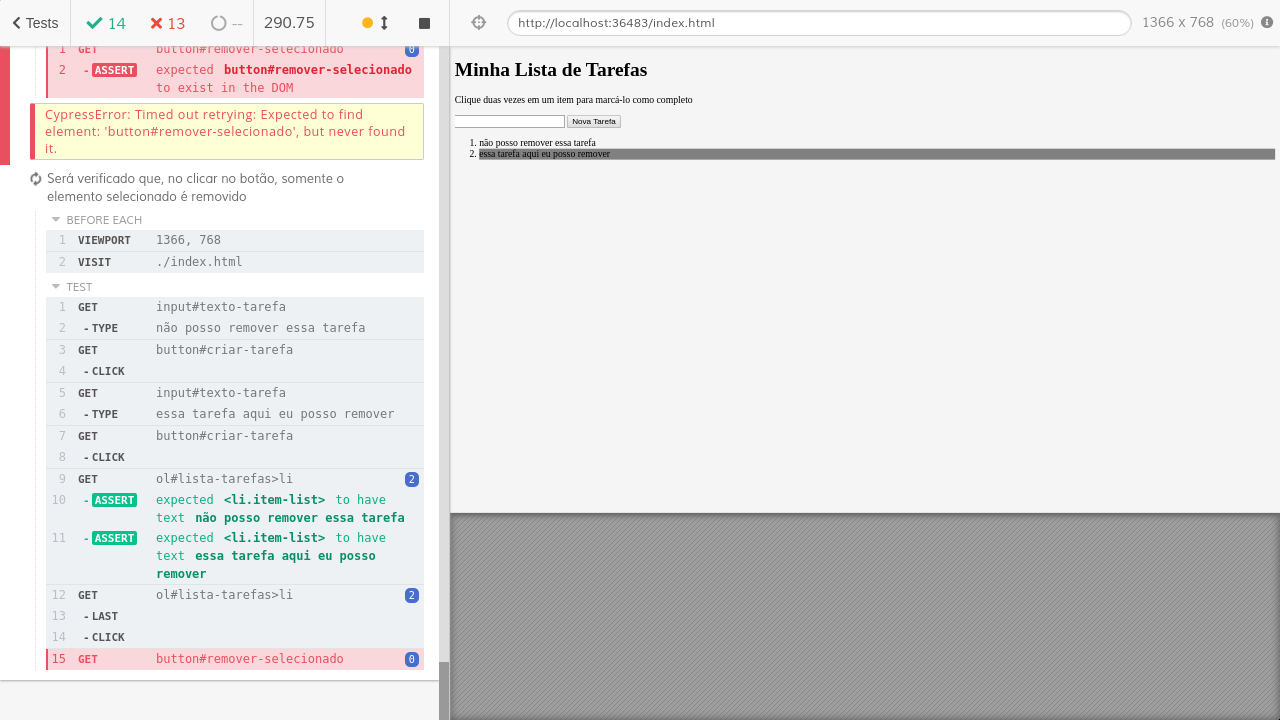 Tests 14 13 -- 290.75
http://localhost:36483/index.html 1366 x 768 (60%)
1 GET button#remover-selecionado 0
2 -ASSERT expected button#remover-selecionado
to exist in the DOM
CypressError: Timed out retrying: Expected to find
element: 'button#remover-selecionado', but never found
it.
Será verificado que, no clicar no botão, somente o
elemento selecionado é removido
BEFORE EACH
1 VIEWPORT 1366, 768
2 VISIT ./index.html
TEST
1 GET input#texto-tarefa
2 -TYPE não posso remover essa tarefa
3 GET button#criar-tarefa
4 -CLICK
5 GET input#texto-tarefa
6 -TYPE essa tarefa aqui eu posso remover
7 GET button#criar-tarefa
8 -CLICK
9 GET ol#lista-tarefas>li 2
10 -ASSERT expected <li.item-list> to have
text não posso remover essa tarefa
11 -ASSERT expected <li.item-list> to have
text essa tarefa aqui eu posso
remover
12 GET ol#lista-tarefas>li 2
13 -LAST
14 -CLICK
15 GET button#remover-selecionado 0
Minha Lista de Tarefas
Clique duas vezes em um item para marcá-lo como completo
Nova Tarefa
1. não posso remover essa tarefa
2. essa tarefa aqui eu posso remover